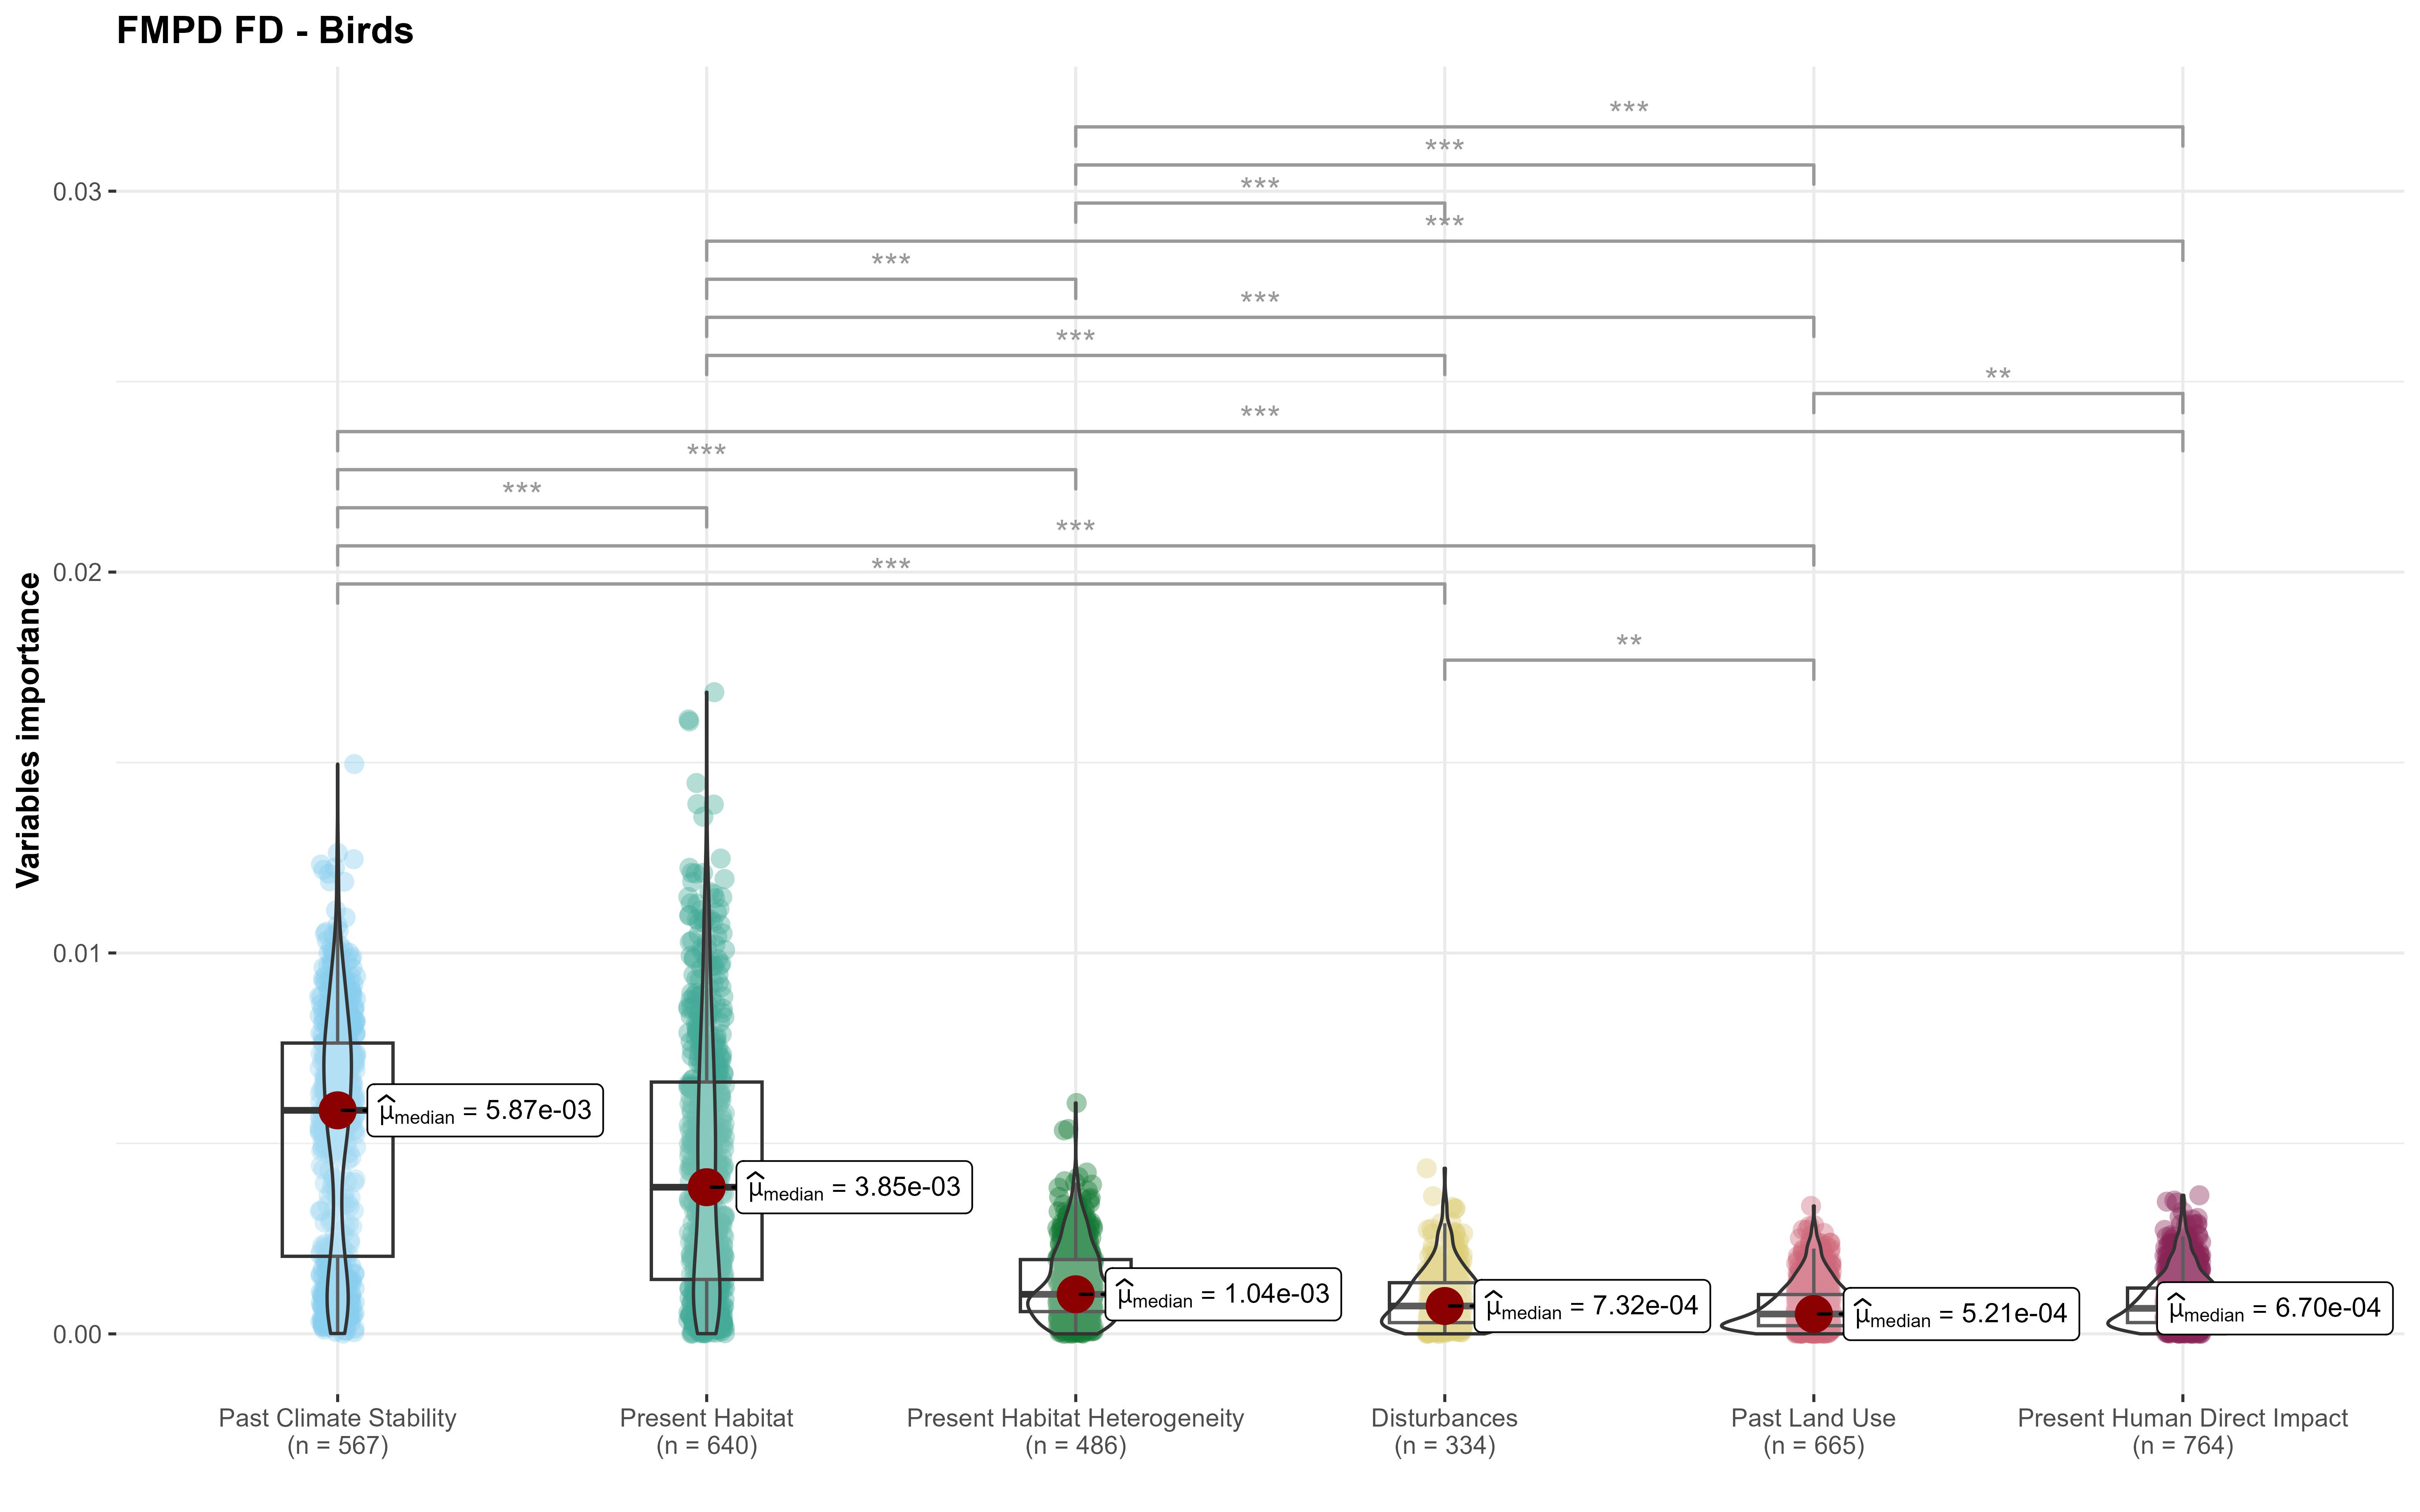 FMPD FD - Birds
Variables importance
0.03
0.02
0.01
0.00
***
***
***
***
***
***
***
**
***
***
***
***
***
**
μ̂median = 5.87e-03
μ̂median = 3.85e-03
μ̂median = 1.04e-03
μ̂median = 7.32e-04
μ̂median = 5.21e-04
μ̂median = 6.70e-04
Past Climate Stability
(n = 567)
Present Habitat
(n = 640)
Present Habitat Heterogeneity
(n = 486)
Disturbances
(n = 334)
Past Land Use
(n = 665)
Present Human Direct Impact
(n = 764)